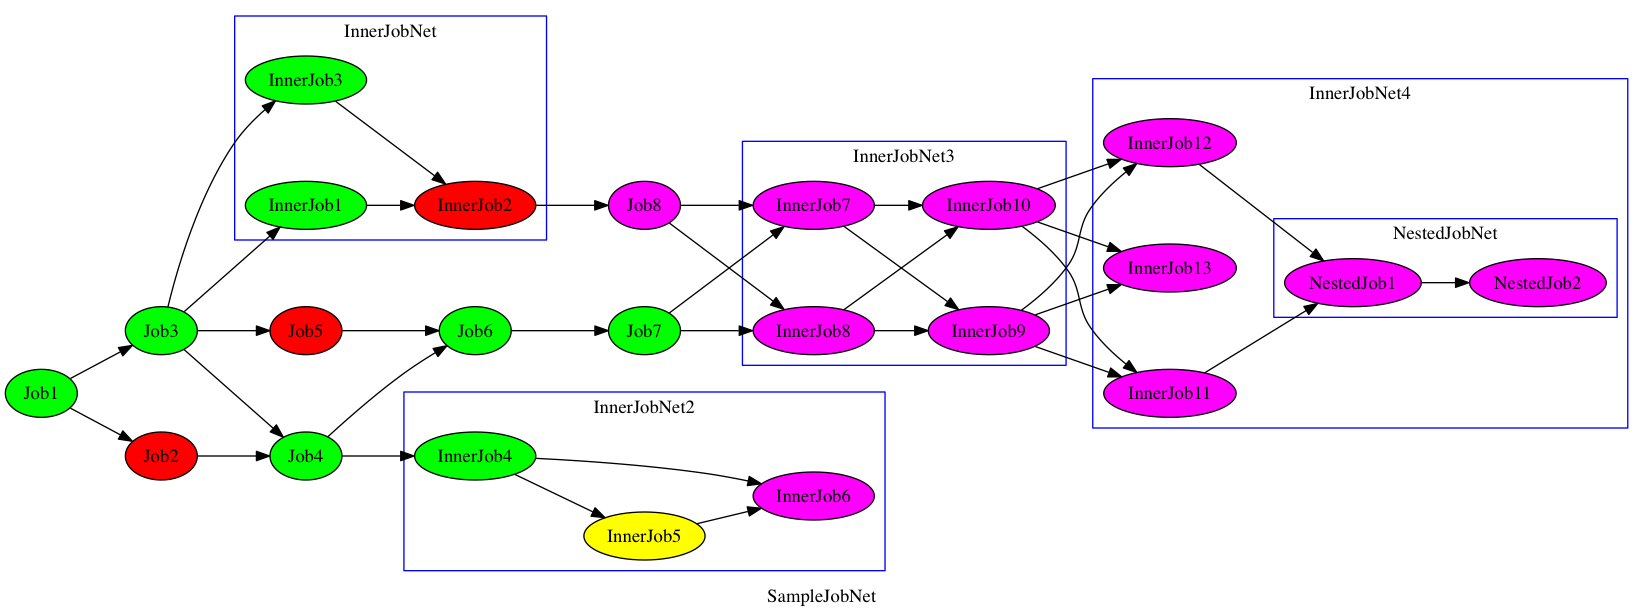 InnerJobNet
InnerJob3
InnerJobNet4
InnerJob12
InnerJobNet3
InnerJob1
InnerJob2
Job8
InnerJob7
InnerJob10
NestedJobNet
InnerJob13
NestedJob1
NestedJob2
Job3
Job5
Job6
Job7
InnerJob8
InnerJob9
Job1
InnerJob11
InnerJobNet2
Job2
Job4
InnerJob4
InnerJob6
InnerJob5
SampleJobNet